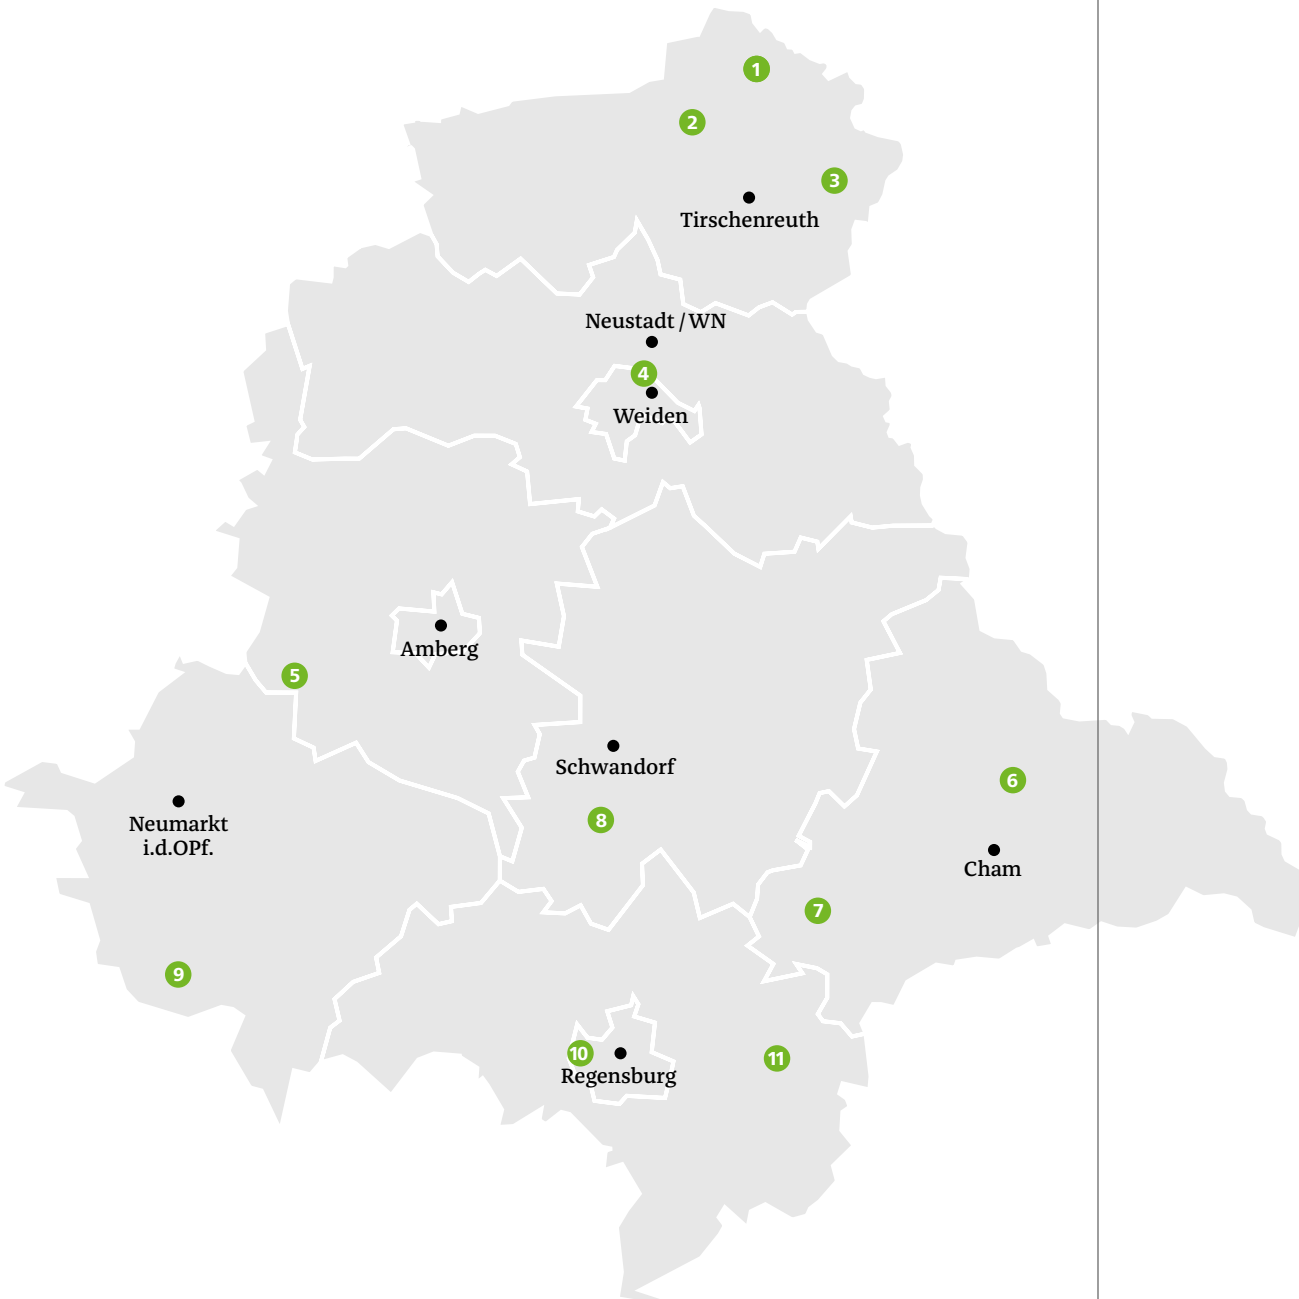 1
2
3
Tirschenreuth
Neustadt / WN
4
Weiden
Amberg
5
Schwandorf
6
Neumarkt
i.d.OPf.
8
Cham
7
9
10
11
Regensburg